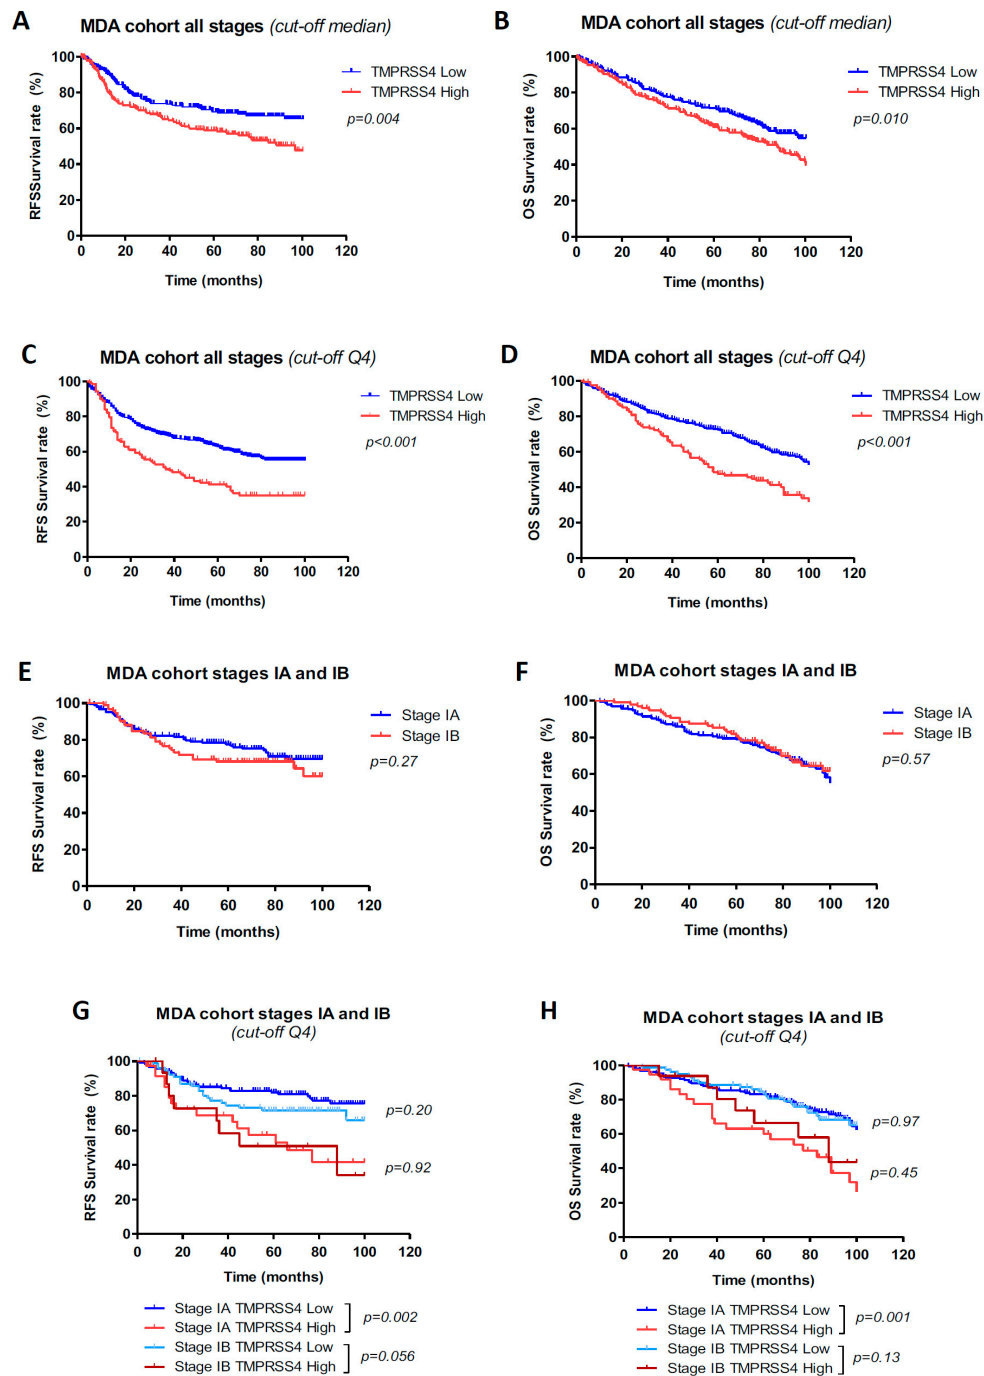 A
MDA cohort all stages (cut-off median)
RFSSurvival rate (%)
100
80
60
40
20
0
0 20 40 60 80 100 120
Time (months)
TMPRSS4 Low
TMPRSS4 High
p=0.004
B
MDA cohort all stages (cut-off median)
OS Survival rate (%)
100
80
60
40
20
0
0 20 40 60 80 100 120
Time (months)
TMPRSS4 Low
TMPRSS4 High
p=0.010
C
MDA cohort all stages (cut-off Q4)
RFS Survival rate (%)
100
80
60
40
20
0
0 20 40 60 80 100 120
Time (months)
TMPRSS4 Low
TMPRSS4 High
p<0.001
D
MDA cohort all stages (cut-off Q4)
OS Survival rate (%)
100
80
60
40
20
0
0 20 40 60 80 100 120
Time (months)
TMPRSS4 Low
TMPRSS4 High
p<0.001
E
MDA cohort stages IA and IB
RFS Survival rate (%)
100
80
60
40
20
0
0 20 40 60 80 100 120
Time (months)
Stage IA
Stage IB
p=0.27
F
MDA cohort stages IA and IB
OS Survival rate (%)
100
80
60
40
20
0
0 20 40 60 80 100 120
Time (months)
Stage IA
Stage IB
p=0.57
G
MDA cohort stages IA and IB
(cut-off Q4)
RFS Survival rate (%)
100
80
60
40
20
0
0 20 40 60 80 100 120
Time (months)
p=0.20
p=0.92
Stage IA TMPRSS4 Low
Stage IA TMPRSS4 High
p=0.002
Stage IB TMPRSS4 Low
Stage IB TMPRSS4 High
p=0.056
H
MDA cohort stages IA and IB
(cut-off Q4)
OS Survival rate (%)
100
80
60
40
20
0
0 20 40 60 80 100 120
Time (months)
p=0.97
p=0.45
Stage IA TMPRSS4 Low
Stage IA TMPRSS4 High
p=0.001
Stage IB TMPRSS4 Low
Stage IB TMPRSS4 High
p=0.13